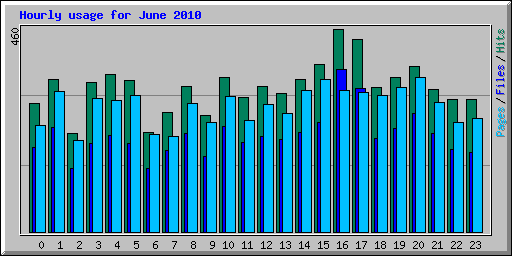 Hourly usage for June 2010
460
Pages/Files/Hits
0 1 2 3 4 5 6 7 8 9 10 11 12 13 14 15 16 17 18 19 20 21 22 23